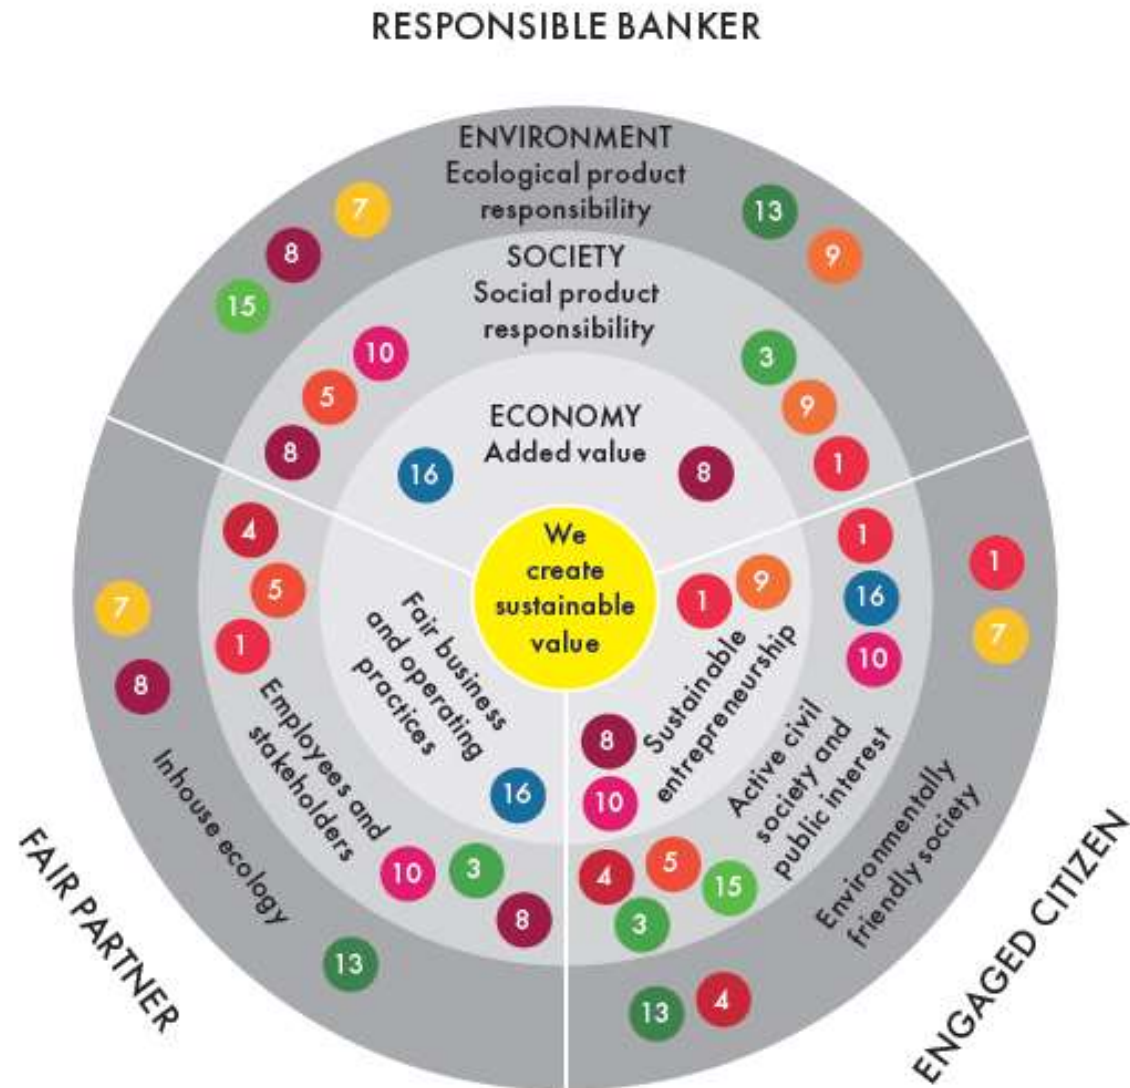 RESPONSIBLE BANKER
ENVIRONMENT
Ecological product
responsibility
7
13
8
9
15
SOCIETY
Social product
responsibility
10
3
5
9
8
1
ECONOMY
Added value
16
8
We
create
sustainable
value
4
5
1
7
8
Fair business
and operating
practices
16
Employees and
stakeholders
10
3
8
Inhouse ecology
13
FAIR PARTNER
1
9
Sustainable
entrepreneurship
8
10
1
16
10
Active civil
society and
public interest
4
5
15
3
1
7
Environmentally
friendly society
13
4
ENGAGED CITIZEN